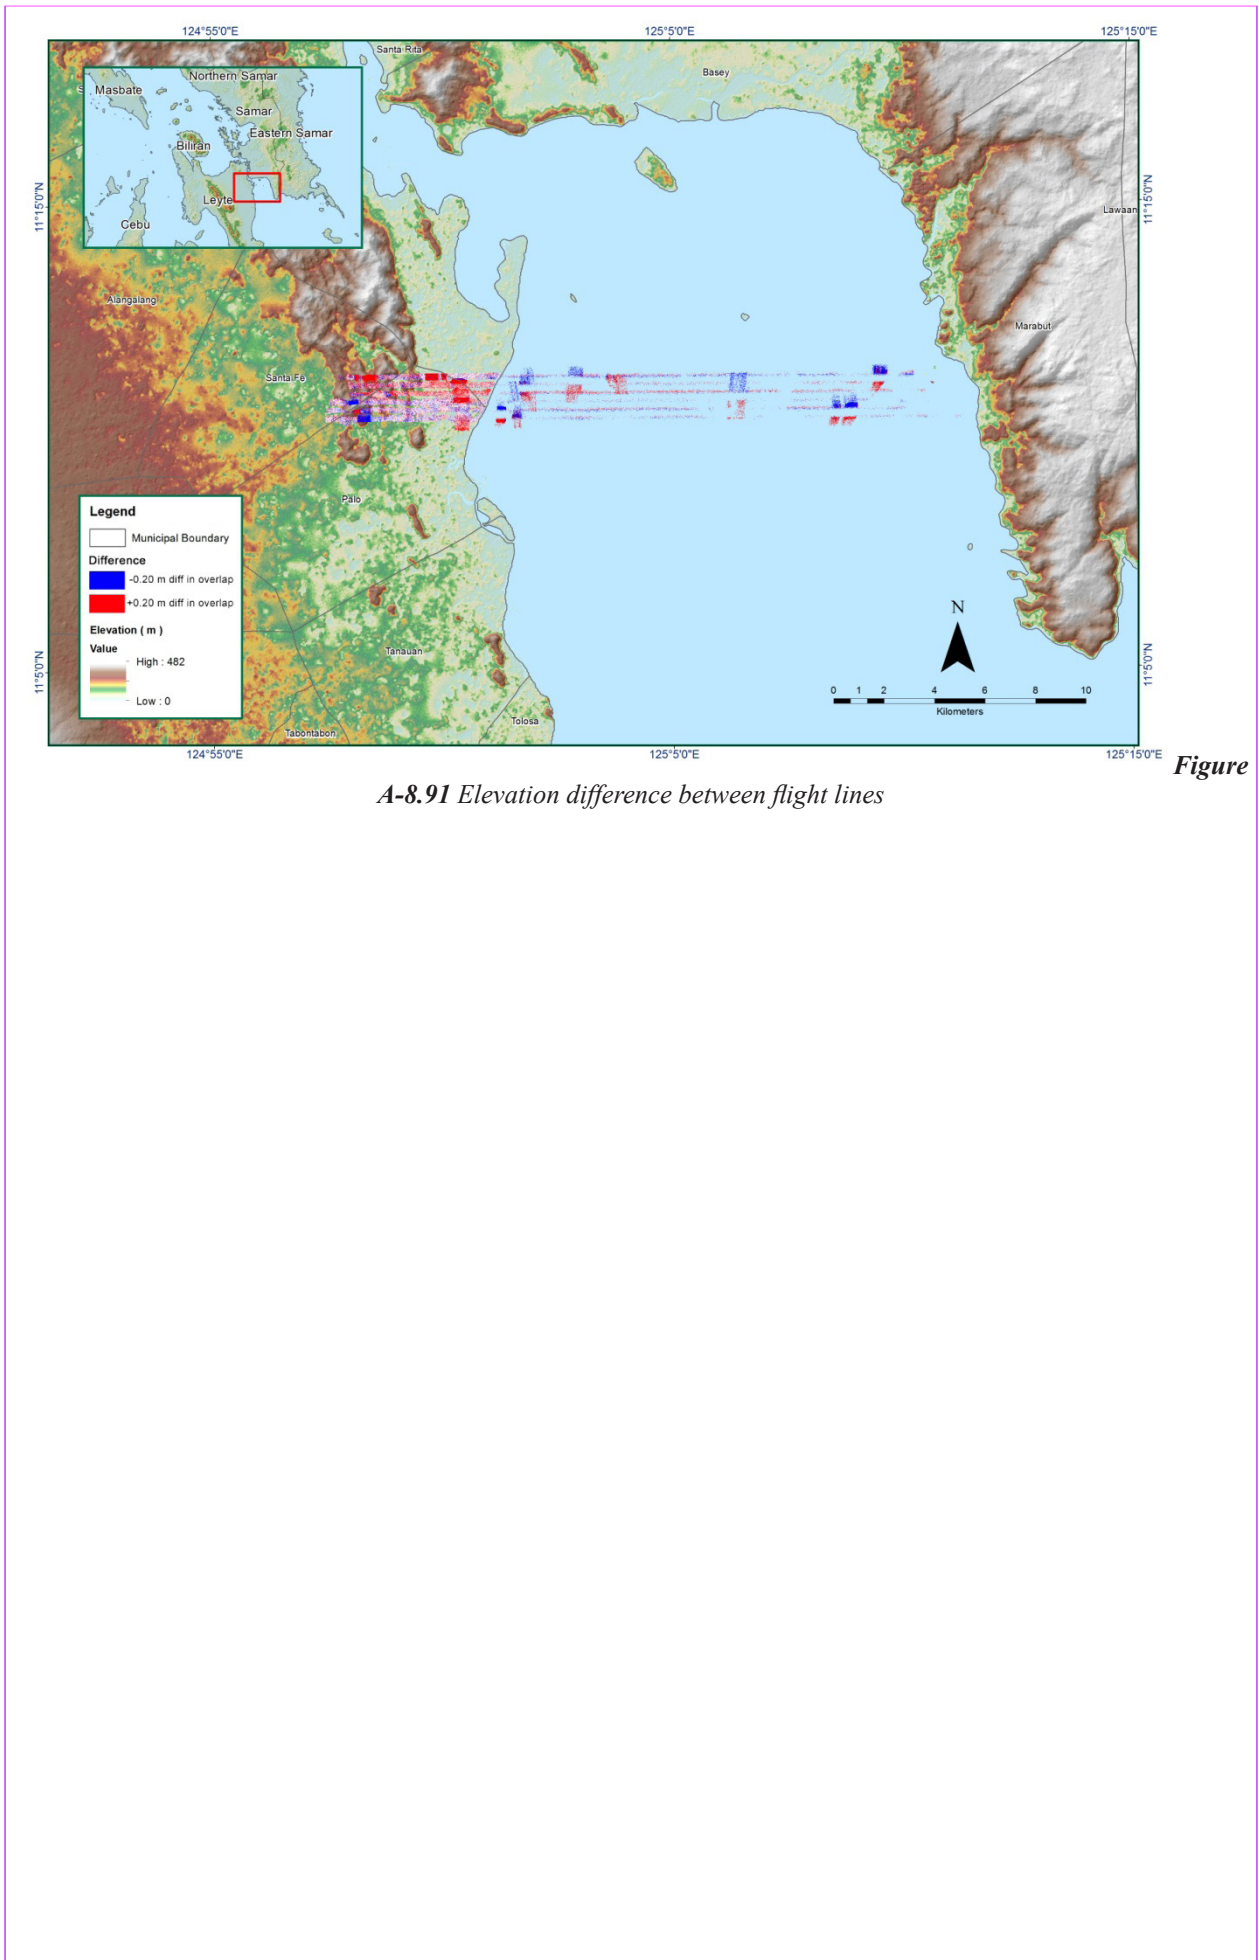 124°55'0"E
125°5'0"E
125°15'0"E
Santa Rita
Basey
Northern Samar
Masbate
Samar
Eastern Samar
Biliran
Leyte
Cebu
11°15'0"N
11°15'0"N
Lawaan
Alangalang
Marabut
Santa Fe
Palo
Legend
Municipal Boundary
Difference
-0.20 m diff in overlap
+0.20 m diff in overlap
Elevation ( m )
Value
High : 482
Low : 0
N
Tanauan
11°5'0"N
11°5'0"N
0 1 2 4 6 8 10
Kilometers
Tolosa
Tabontabon
124°55'0"E
125°5'0"E
125°15'0"E
Figure
A-8.91 Elevation difference between flight lines